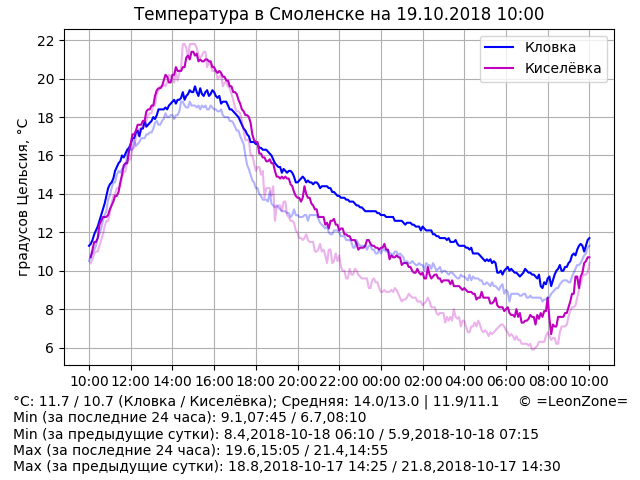 Температура в Смоленске на 19.10.2018 10:00
Кловка
Киселёвка
градусов Цельсия, °C
22
20
18
16
14
12
10
8
6
10:00 12:00 14:00 16:00 18:00 20:00 22:00 00:00 02:00 04:00 06:00 08:00 10:00
°C: 11.7 / 10.7 (Кловка / Киселёвка); Средняя: 14.0/13.0 | 11.9/11.1 © =LeonZone=
Min (за последние 24 часа): 9.1,07:45 / 6.7,08:10
Min (за предыдущие сутки): 8.4,2018-10-18 06:10 / 5.9,2018-10-18 07:15
Max (за последние 24 часа): 19.6,15:05 / 21.4,14:55
Max (за предыдущие сутки): 18.8,2018-10-17 14:25 / 21.8,2018-10-17 14:30